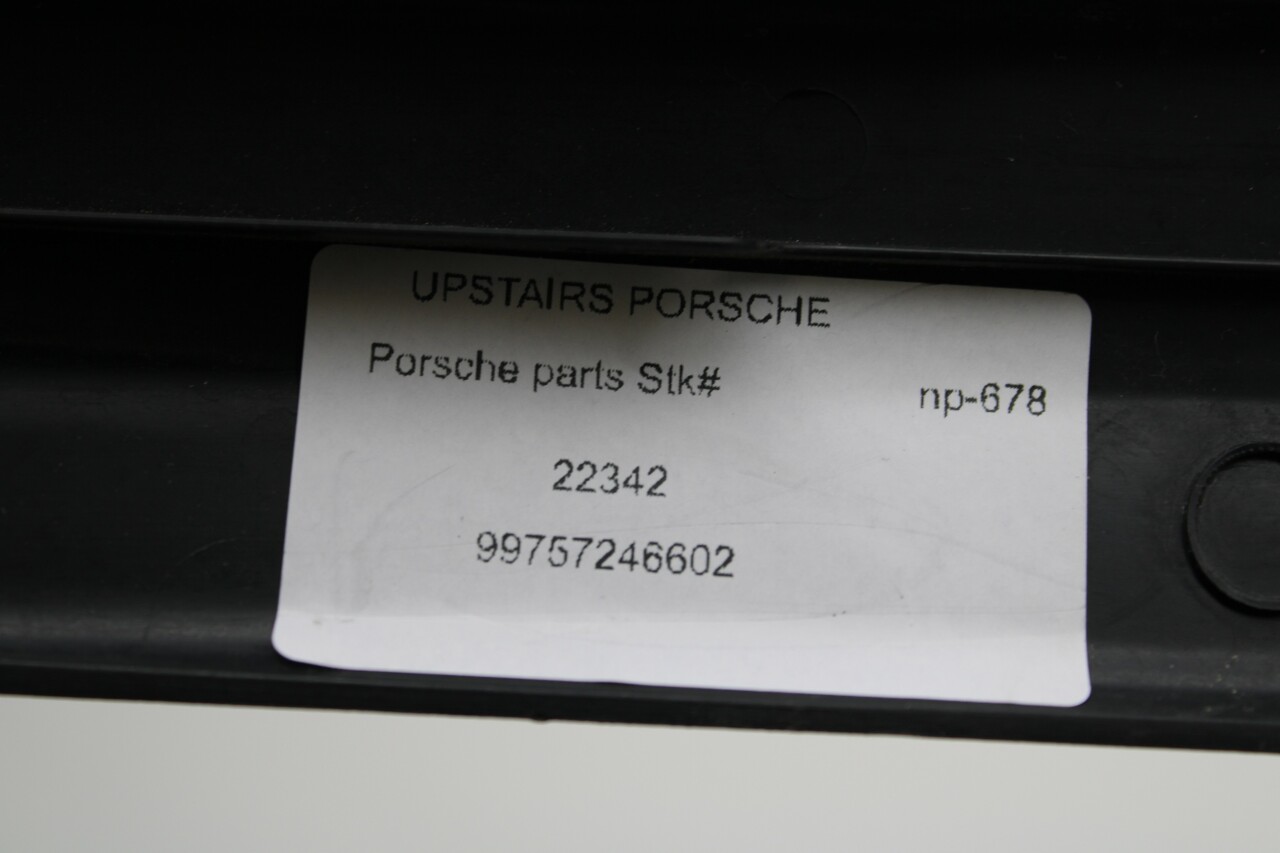 UPSTAIRS PORSCHE
Porsche parts Stk# np-678
22342
99757246602